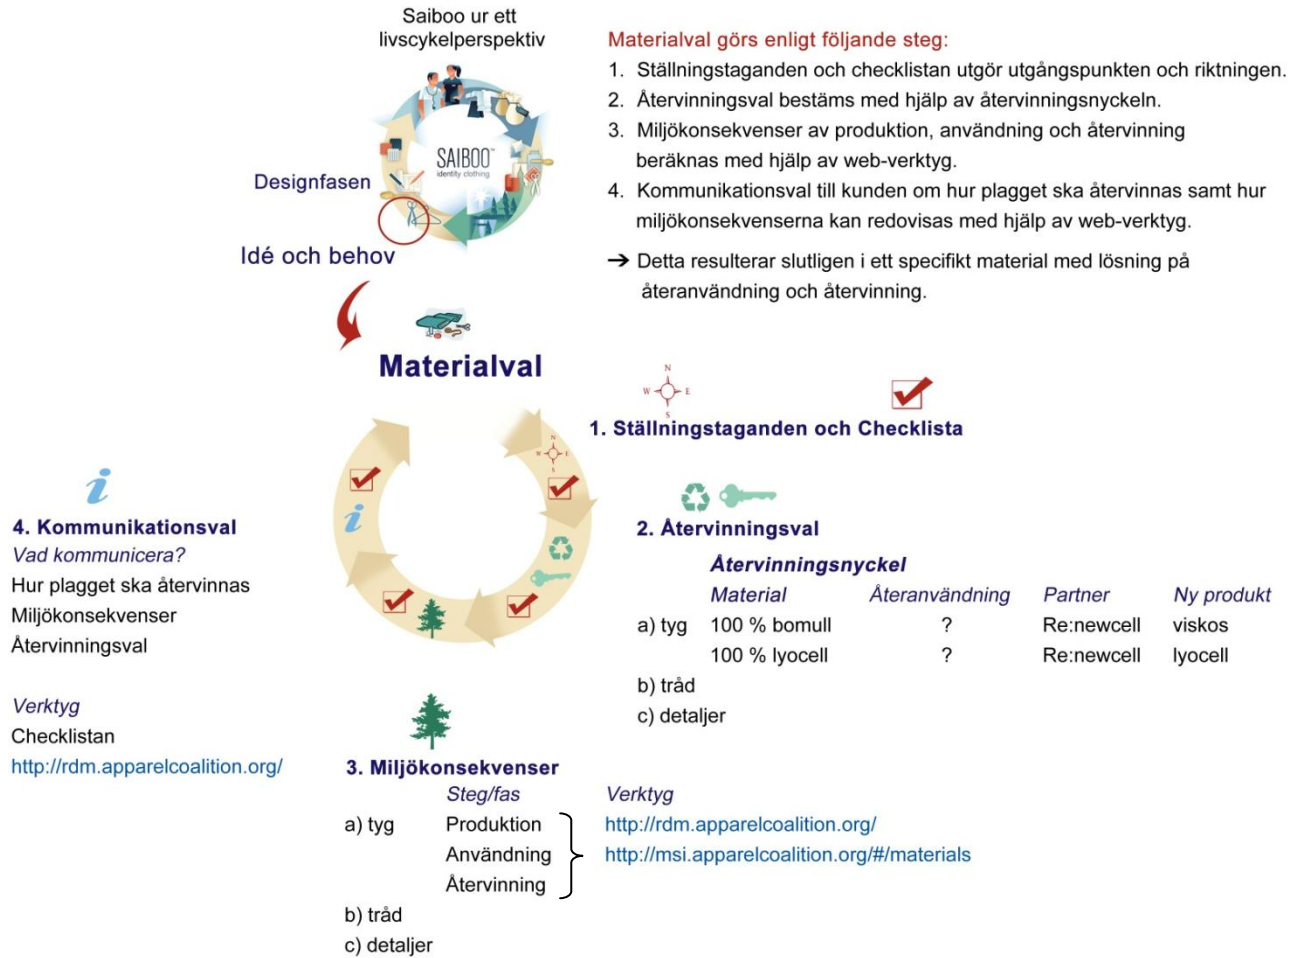 Saiboo ur ett
livscykelperspektiv
SAIBOO™
identity clothing
Designfasen
Idé och behov
Materialval görs enligt följande steg:
1. Ställningstaganden och checklistan utgör utgångspunkten och riktningen.
2. Återvinningsval bestäms med hjälp av återvinningsnyckeln.
3. Miljökonsekvenser av produktion, användning och återvinning
beräknas med hjälp av web-verktyg.
4. Kommunikationsval till kunden om hur plagget ska återvinnas samt hur
miljökonsekvenserna kan redovisas med hjälp av web-verktyg.
➔ Detta resulterar slutligen i ett specifikt material med lösning på
återanvändning och återvinning.
Materialval
N
W E
S
1. Ställningstaganden och Checklista
N
W E
S
i
i
4. Kommunikationsval
Vad kommunicera?
Hur plagget ska återvinnas
Miljökonsekvenser
Återvinningsval
Verktyg
Checklistan
http://rdm.apparelcoalition.org/
2. Återvinningsval
Återvinningsnyckel
Material Återanvändning Partner Ny produkt
a) tyg 100 % bomull ? Re:newcell viskos
100 % lyocell ? Re:newcell lyocell
b) tråd
c) detaljer
3. Miljökonsekvenser
Steg/fas Verktyg
a) tyg Produktion http://rdm.apparelcoalition.org/
Användning http://msi.apparelcoalition.org/#/materials
Återvinning
b) tråd
c) detaljer